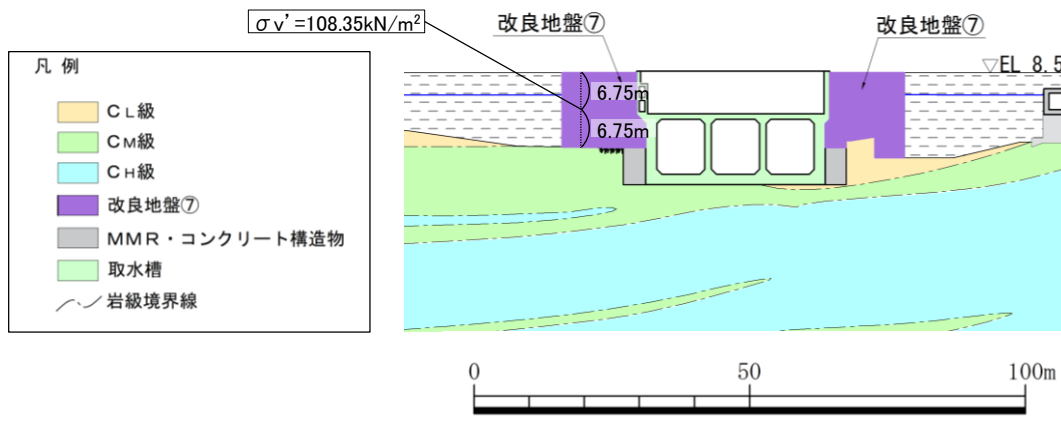 σv'=108.35kN/m²
改良地盤⑦
改良地盤⑦
凡 例
CL級
CM級
CH級
改良地盤⑦
MMR・コンクリート構造物
取水槽
岩級境界線
6.75m
6.75m
▽EL 8.5
0
50
100m